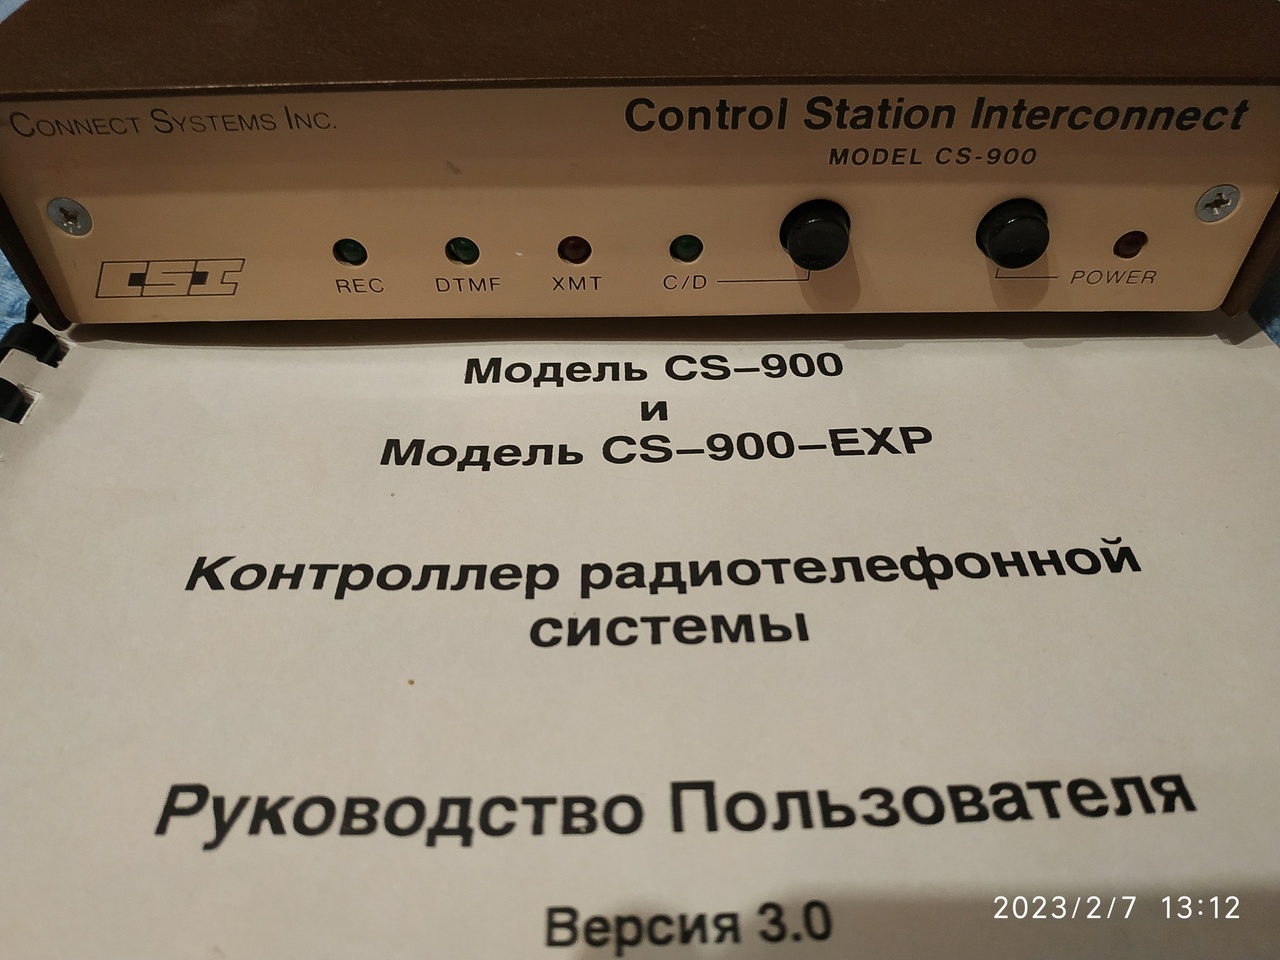 CONNECT SYSTEMS INC.
Control Station Interconnect
MODEL CS-900
CSI
REC DTMF XMT C/D POWER
Модель CS–900
и
Модель CS–900–EXP
Контроллер радиотелефонной
системы
Руководство Пользователя
Версия 3.0
2023/2/7 13:12